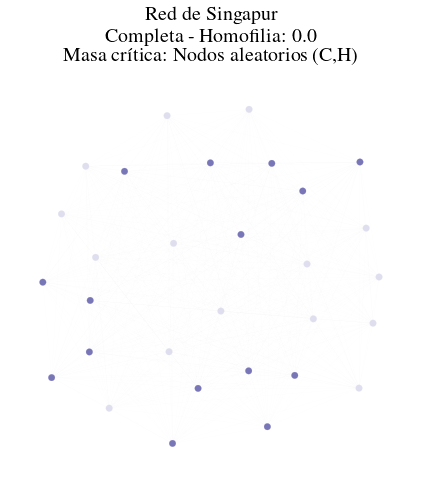 Red de Singapur
Completa - Homofilia: 0.0
Masa crítica: Nodos aleatorios (C,H)